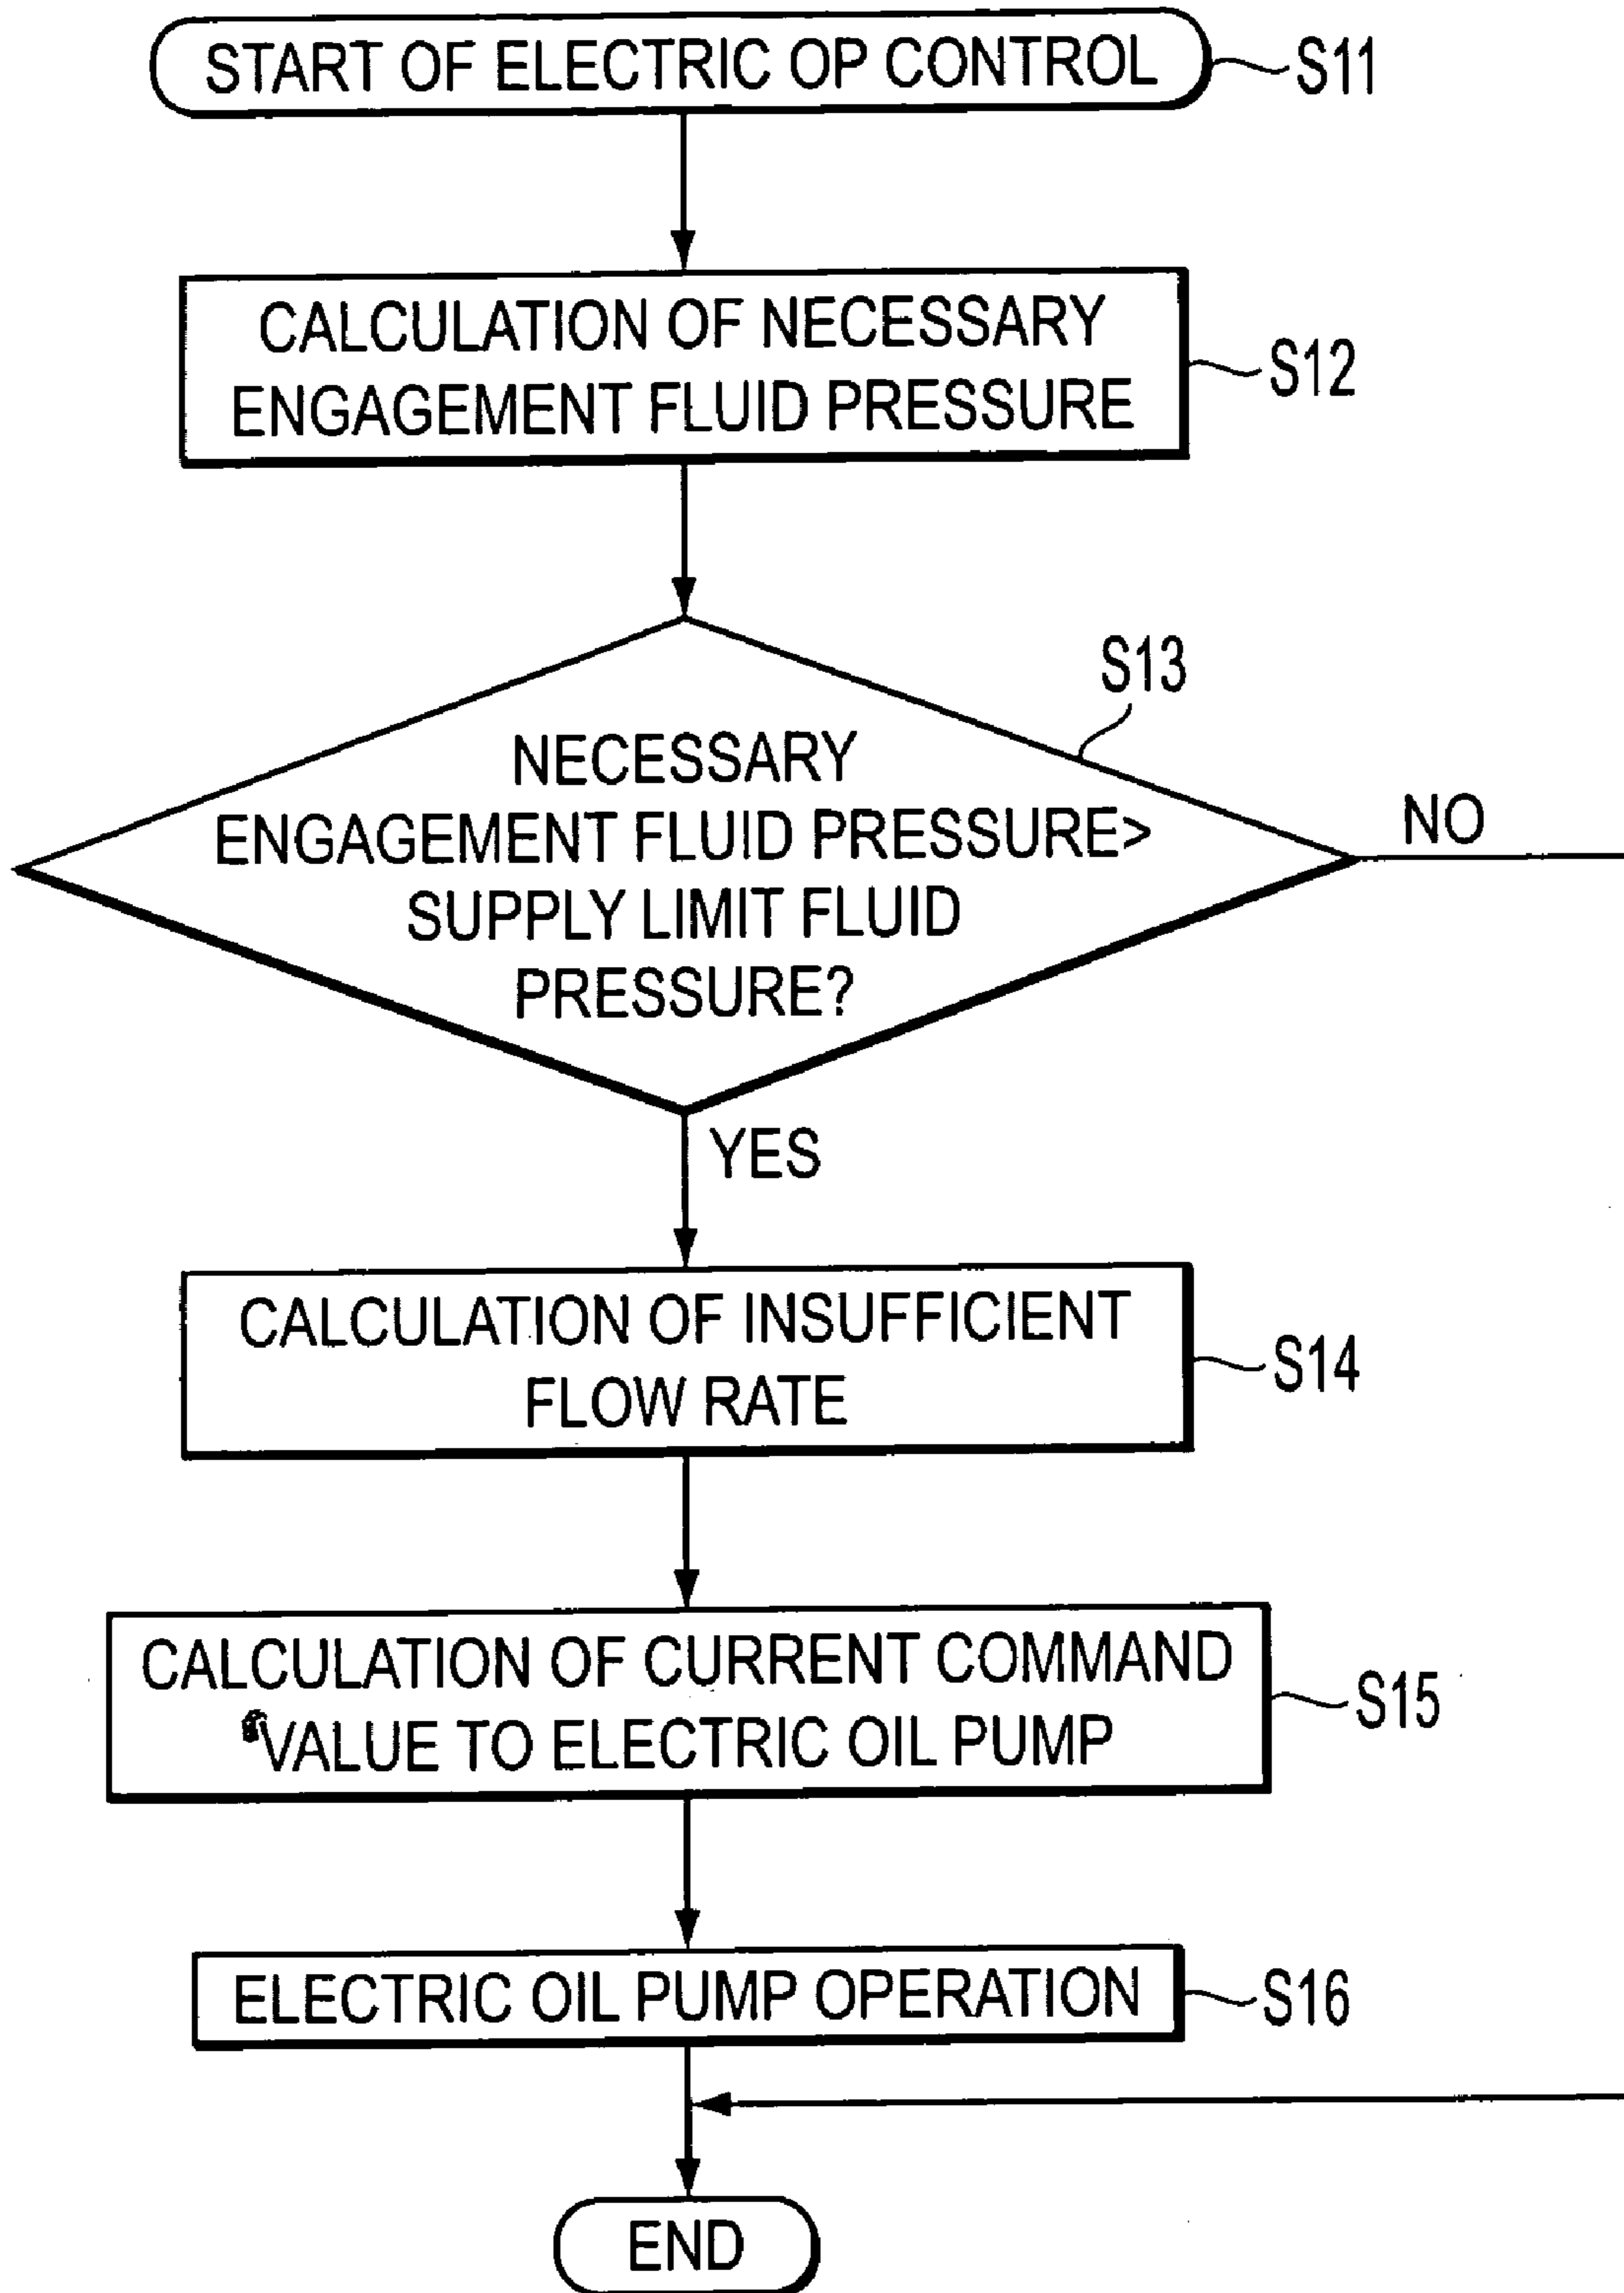 START OF ELECTRIC OP CONTROL
S11
CALCULATION OF NECESSARY
ENGAGEMENT FLUID PRESSURE
S12
S13
NECESSARY
ENGAGEMENT FLUID PRESSURE>
SUPPLY LIMIT FLUID
PRESSURE?
NO
YES
CALCULATION OF INSUFFICIENT
FLOW RATE
S14
CALCULATION OF CURRENT COMMAND
VALUE TO ELECTRIC OIL PUMP
S15
ELECTRIC OIL PUMP OPERATION
S16
END